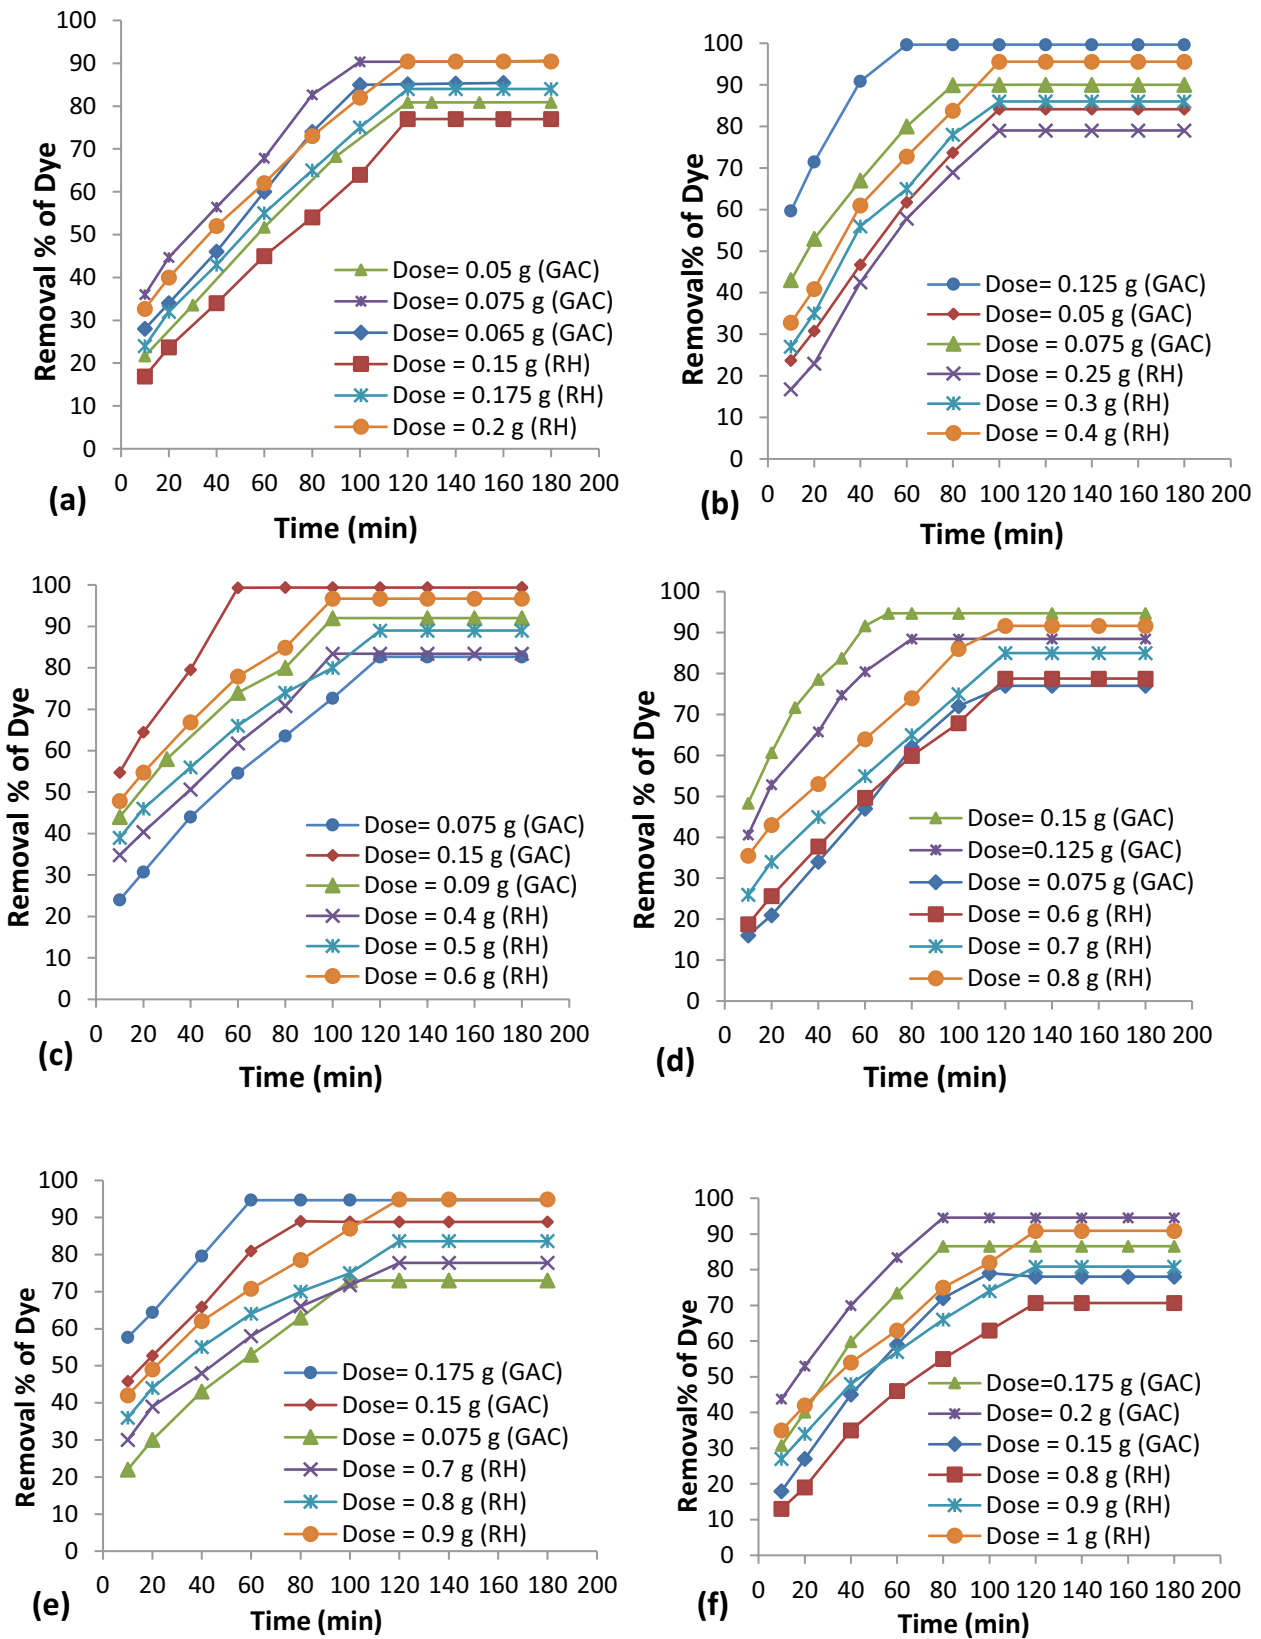 100
90
80
70
60
50
40
30
20
10
0
Removal % of Dye
Dose= 0.05 g (GAC)
Dose= 0.075 g (GAC)
Dose= 0.065 g (GAC)
Dose = 0.15 g (RH)
Dose = 0.175 g (RH)
Dose = 0.2 g (RH)
0 20 40 60 80 100 120 140 160 180 200
(a)
Time (min)
100
90
80
70
60
50
40
30
20
10
0
Removal% of Dye
Dose= 0.125 g (GAC)
Dose= 0.05 g (GAC)
Dose = 0.075 g (GAC)
Dose = 0.25 g (RH)
Dose = 0.3 g (RH)
Dose = 0.4 g (RH)
0 20 40 60 80 100 120 140 160 180 200
(b)
Time (min)
100
90
80
70
60
50
40
30
20
10
0
Removal % of Dye
Dose= 0.075 g (GAC)
Dose= 0.15 g (GAC)
Dose = 0.09 g (GAC)
Dose = 0.4 g (RH)
Dose = 0.5 g (RH)
Dose = 0.6 g (RH)
0 20 40 60 80 100 120 140 160 180 200
(c)
Time (min)
100
90
80
70
60
50
40
30
20
10
0
Removal % of Dye
Dose= 0.15 g (GAC)
Dose=0.125 g (GAC)
Dose = 0.075 g (GAC)
Dose = 0.6 g (RH)
Dose = 0.7 g (RH)
Dose = 0.8 g (RH)
0 20 40 60 80 100 120 140 160 180 200
(d)
Time (min)
100
90
80
70
60
50
40
30
20
10
0
Removal % of Dye
Dose= 0.175 g (GAC)
Dose= 0.15 g (GAC)
Dose = 0.075 g (GAC)
Dose = 0.7 g (RH)
Dose = 0.8 g (RH)
Dose = 0.9 g (RH)
0 20 40 60 80 100 120 140 160 180 200
(e)
Time (min)
100
90
80
70
60
50
40
30
20
10
0
Removal% of Dye
Dose=0.175 g (GAC)
Dose= 0.2 g (GAC)
Dose = 0.15 g (GAC)
Dose = 0.8 g (RH)
Dose = 0.9 g (RH)
Dose = 1 g (RH)
0 20 40 60 80 100 120 140 160 180 200
(f)
Time (min)